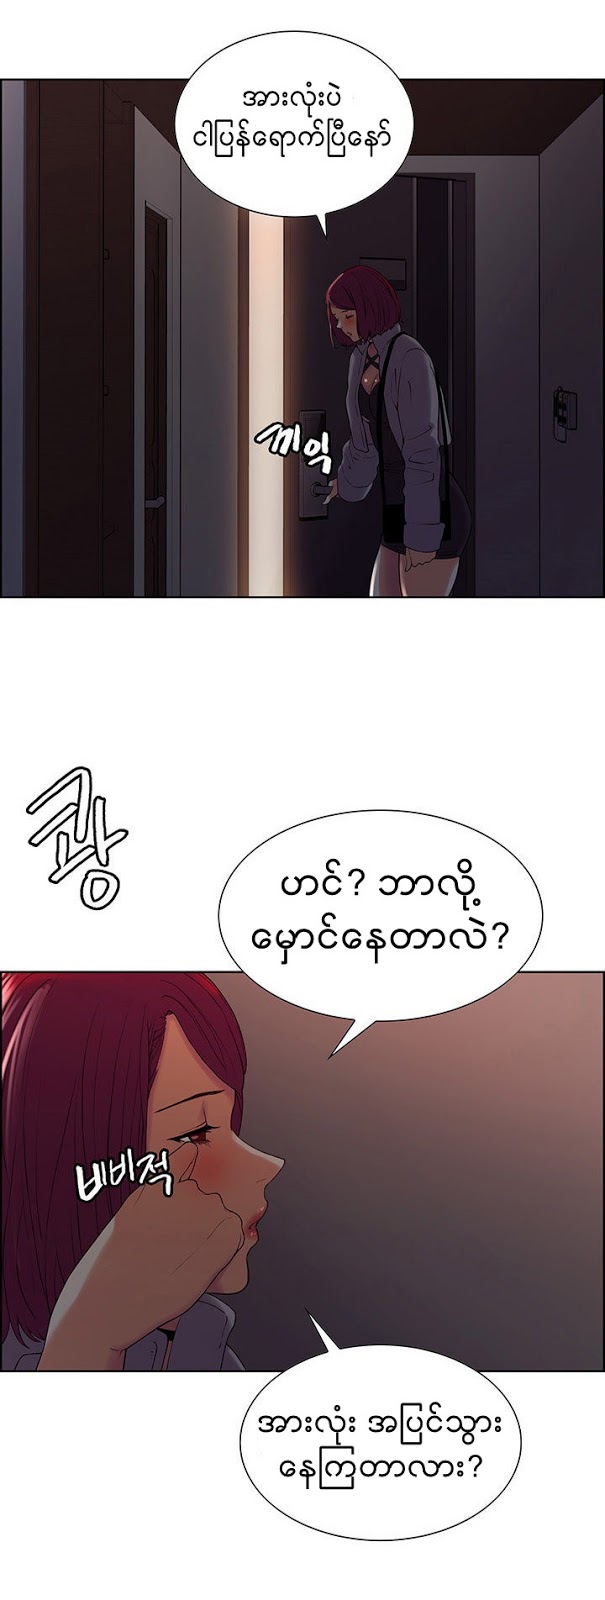 အားလုံးပဲ
ငါပြန်ရောက်ပြီနော်
끼익
쾅
ဟင်? ဘာလို့
မှောင်နေတာလဲ?
비비적
အားလုံး အပြင်သွား
နေကြတာလား?